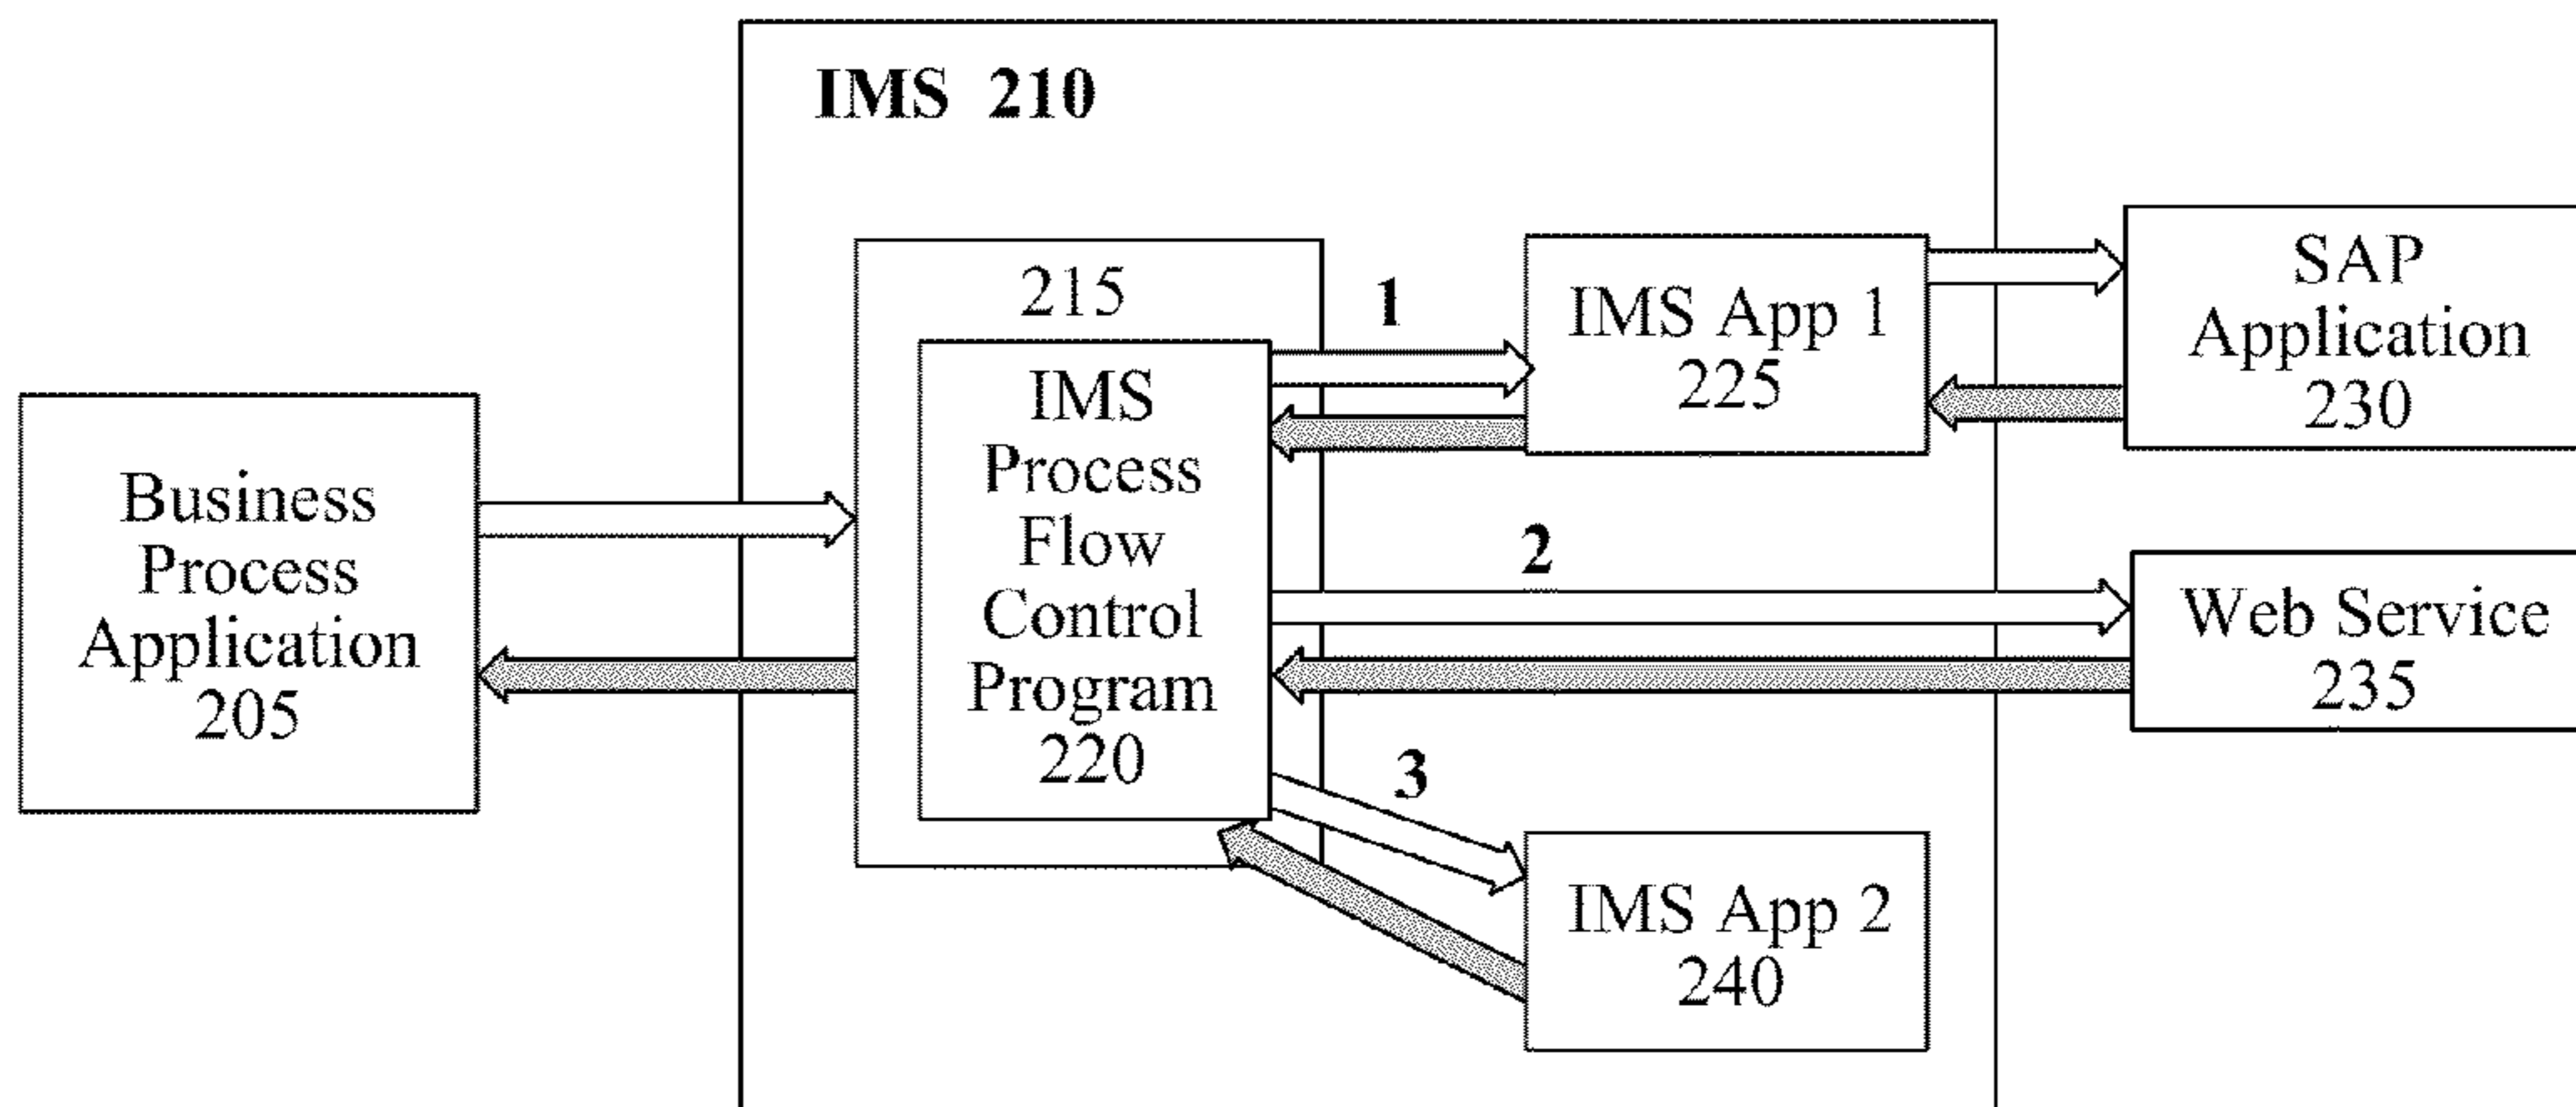 IMS 210
215
1
IMS App 1
225
SAP
Application
230
IMS
Process
Flow
Control
Program
220
Business
Process
Application
205
2
Web Service
235
3
IMS App 2
240